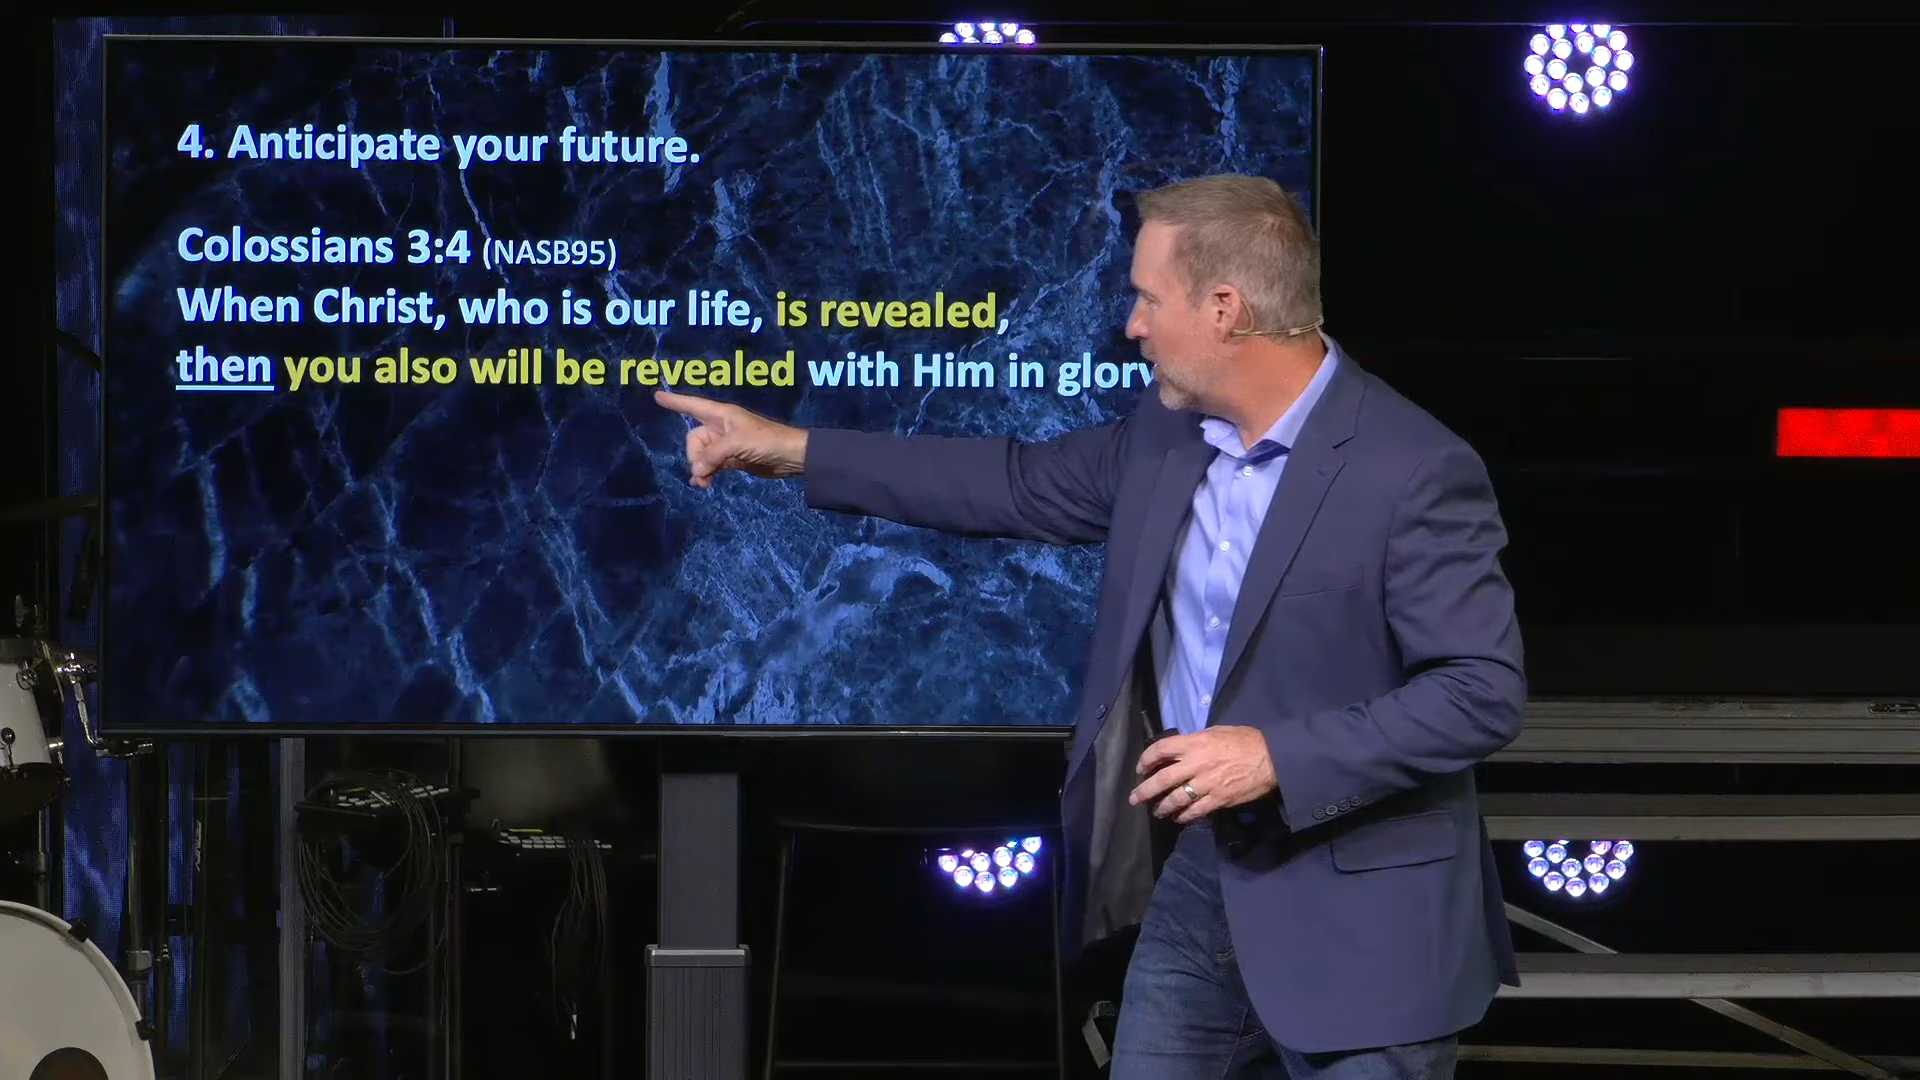 4. Anticipate your future.
Colossians 3:4 (NASB95)
When Christ, who is our life, is revealed,
then you also will be revealed with Him in glory